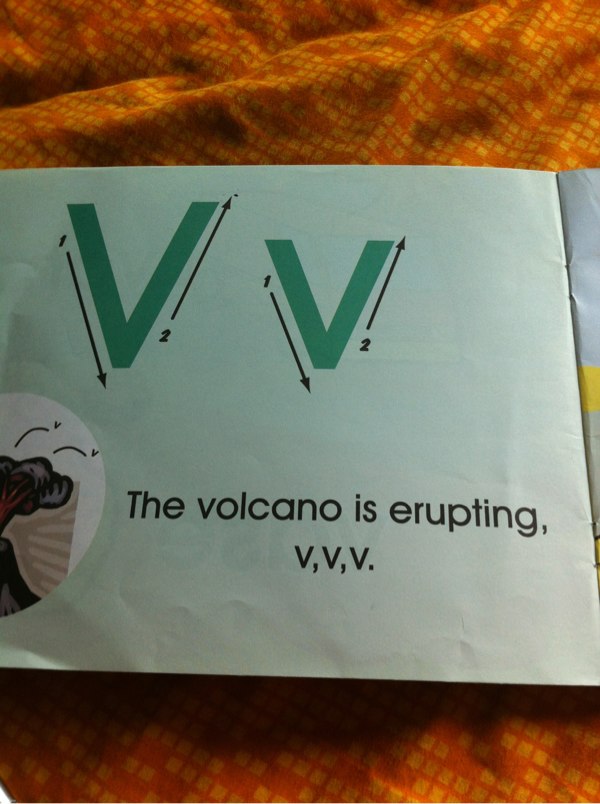 V v
1 2 1 2
v
v
The volcano is erupting,
v,v,v.